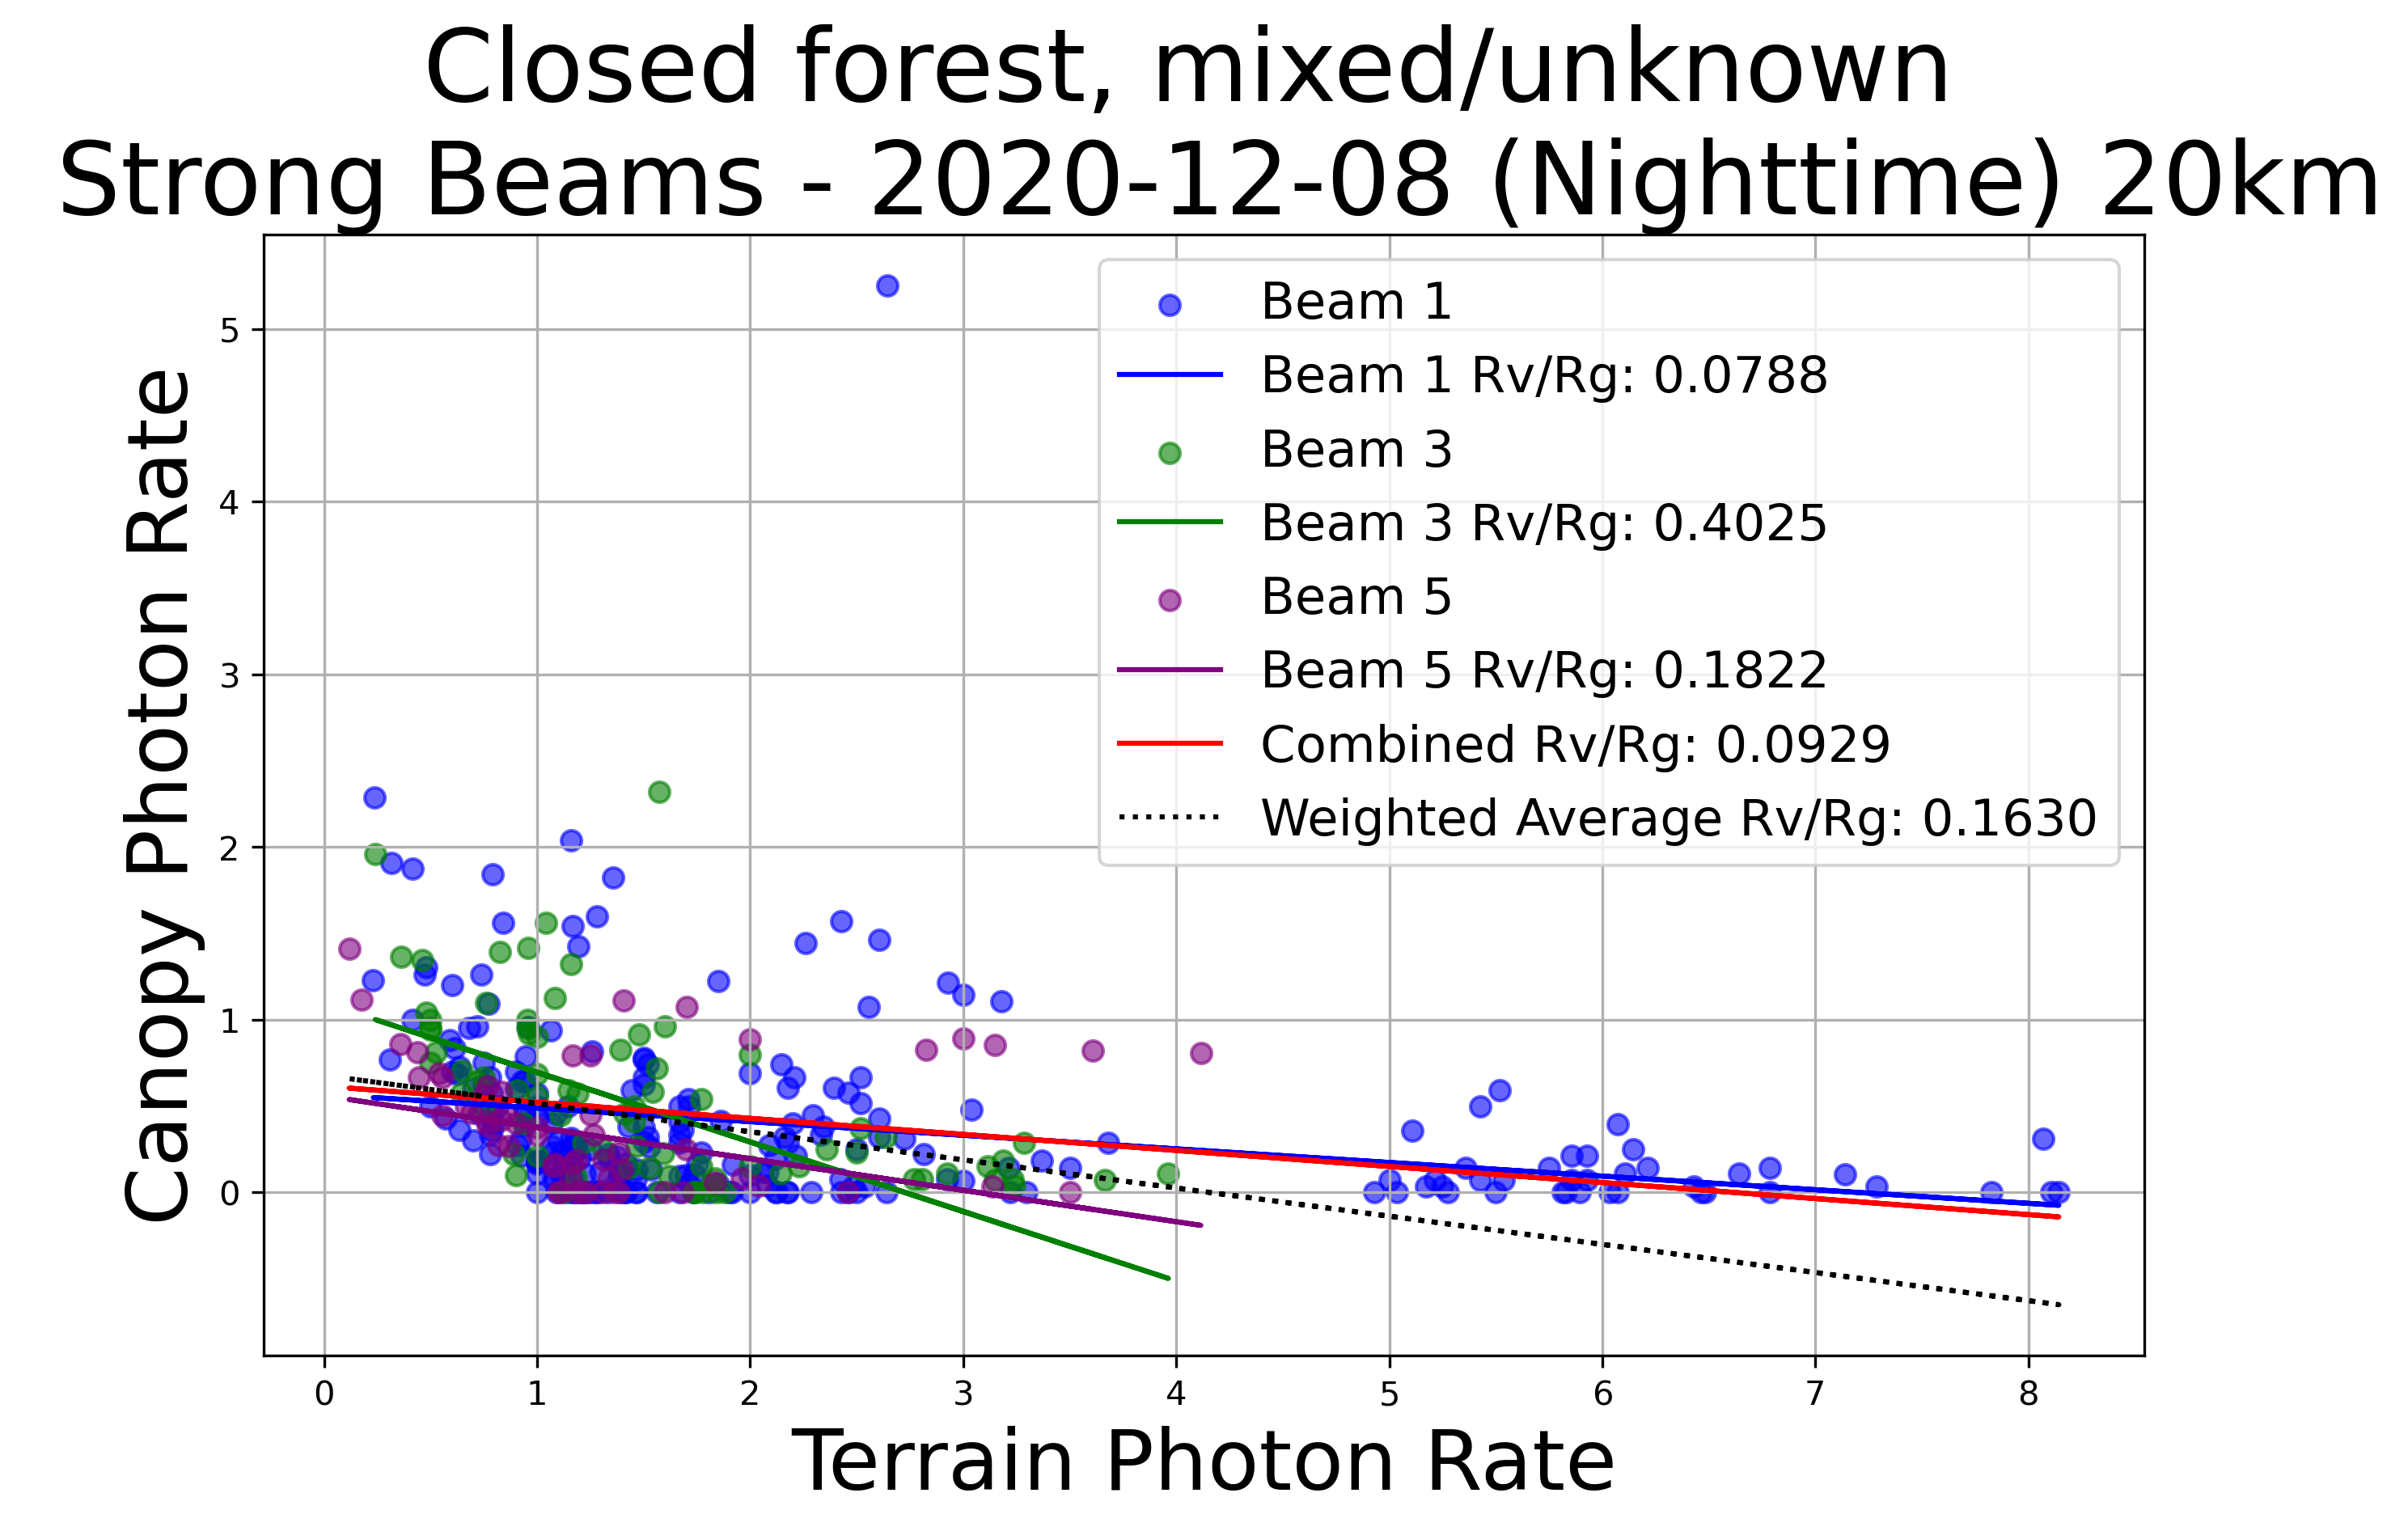 Closed forest, mixed/unknown
Strong Beams - 2020-12-08 (Nighttime) 20km
Canopy Photon Rate
5
4
3
2
1
0
Beam 1
Beam 1 Rv/Rg: 0.0788
Beam 3
Beam 3 Rv/Rg: 0.4025
Beam 5
Beam 5 Rv/Rg: 0.1822
Combined Rv/Rg: 0.0929
Weighted Average Rv/Rg: 0.1630
0 1 2 3 4 5 6 7 8
Terrain Photon Rate